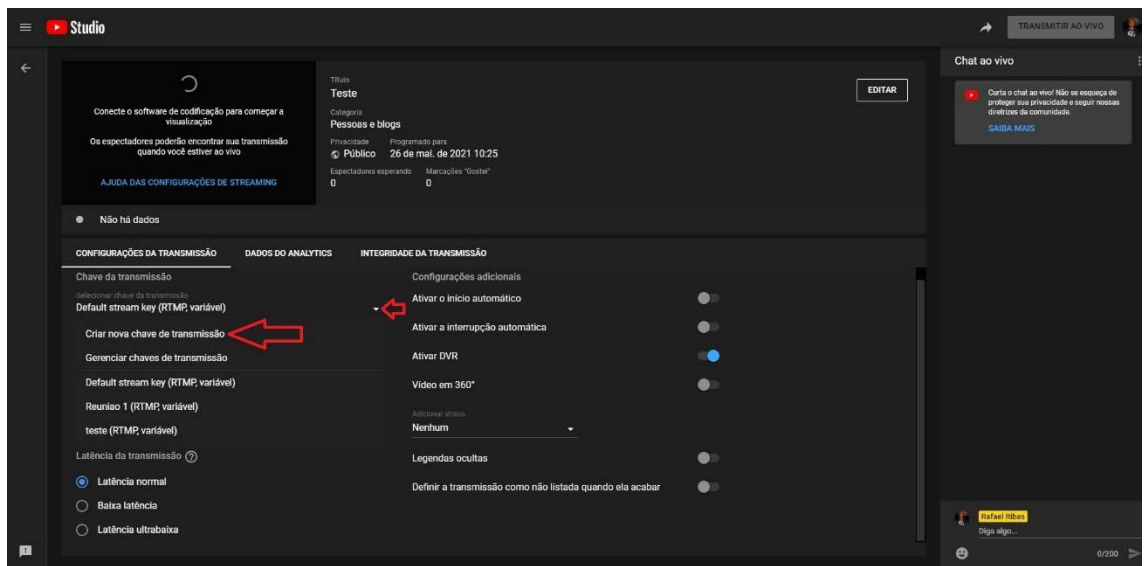 Studio
TRANSMITIR AO VIVO
Conecte o software de codificação para começar a
visualização
Os espectadores poderão encontrar sua transmissão
quando você estiver ao vivo
AJUDA DAS CONFIGURAÇÕES DE STREAMING
Título
Teste
Categoria
Pessoas e blogs
Privacidade Programado para
Público 26 de mai. de 2021 10:25
Espectadores esperando Marcações "Gostei"
0 0
EDITAR
Não há dados
CONFIGURAÇÕES DA TRANSMISSÃO DADOS DO ANALYTICS INTEGRIDADE DA TRANSMISSÃO
Chave da transmissão
Selecionar chave da transmissão
Default stream key (RTMP, variável)
Criar nova chave de transmissão
Gerenciar chaves de transmissão
Default stream key (RTMP, variável)
Reuniao 1 (RTMP, variável)
teste (RTMP, variável)
Latência da transmissão ?
Latência normal
Baixa latência
Latência ultrabaixa
Configurações adicionais
Ativar o início automático
Ativar a interrupção automática
Ativar DVR
Vídeo em 360°
Adicionar atraso
Nenhum
Legendas ocultas
Definir a transmissão como não listada quando ela acabar
Chat ao vivo
Curta o chat ao vivo! Não se esqueça de
proteger sua privacidade e seguir nossas
diretrizes da comunidade.
SAIBA MAIS
Rafael Ribas
Diga algo...
0/200